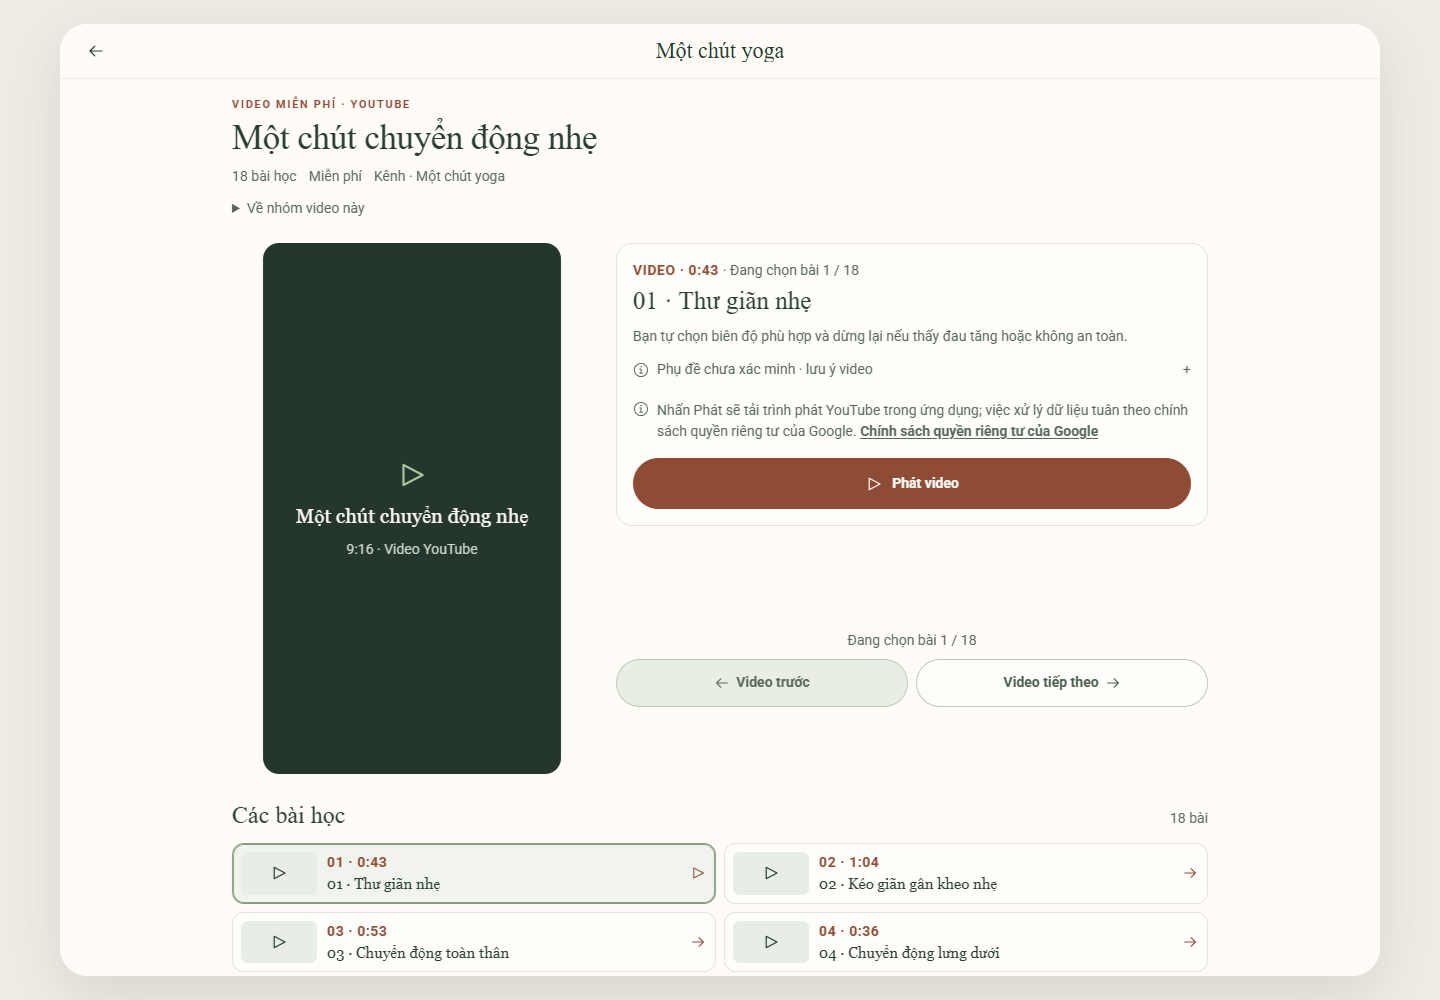 Một chút yoga
VIDEO MIỄN PHÍ · YOUTUBE
Một chút chuyển động nhẹ
18 bài học Miễn phí Kênh · Một chút yoga
Về nhóm video này
Một chút chuyển động nhẹ
9:16 · Video YouTube
VIDEO · 0:43 · Đang chọn bài 1 / 18
01 · Thư giãn nhẹ
Bạn tự chọn biên độ phù hợp và dừng lại nếu thấy đau tăng hoặc không an toàn.
Phụ đề chưa xác minh · lưu ý video +
Nhấn Phát sẽ tải trình phát YouTube trong ứng dụng; việc xử lý dữ liệu tuân theo chính
sách quyền riêng tư của Google. Chính sách quyền riêng tư của Google
Phát video
Đang chọn bài 1 / 18
Video trước
Video tiếp theo
Các bài học
18 bài
01 · 0:43
01 · Thư giãn nhẹ
02 · 1:04
02 · Kéo giãn gân kheo nhẹ
03 · 0:53
03 · Chuyển động toàn thân
04 · 0:36
04 · Chuyển động lưng dưới